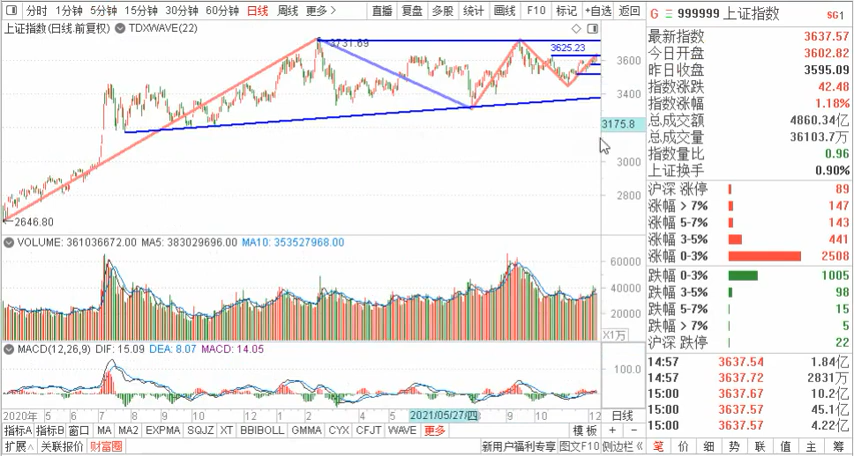 分时 1分钟 5分钟 15分钟 30分钟 60分钟 日线 周线 更多 > 直播 复盘 多股 统计 画线 F10 标记 +自选 返回
G 三 999999 上证指数 SG1
上证指数(日线.前复权) TDXWAVE(22)
3731.69
3625.23
3600
3400
3175.8
3000
2800
←2646.80
VOLUME: 361036672.00 MA5: 383029696.00 MA10: 353527968.00
60000
40000
20000
X1万
MACD(12,26,9) DIF: 15.09 DEA: 8.07 MACD: 14.05
100.0
2020年 5 6 7 8 9 10 12 2 3 4 5 2021/05/27/四 8 9 10 12 日线
指标A 指标B 窗口 MA MA2 EXPMA SQJZ XT BBIBOLL GMMA CYX CFJT WAVE 更多 模板 + −
扩展∧ 关联报价 财富圈 新用户福利专享 图文F10 侧边栏 «
最新指数 3637.57
今日开盘 3602.82
昨日收盘 3595.09
指数涨跌 42.48
指数涨幅 1.18%
总成交额 4860.34亿
总成交量 36103.7万
指数量比 0.96
上证换手 0.90%
沪深 涨停 89
涨幅 > 7% 147
涨幅 5-7% 143
涨幅 3-5% 441
涨幅 0-3% 2508
跌幅 0-3% 1005
跌幅 3-5% 98
跌幅 5-7% 15
跌幅 > 7% 5
沪深 跌停 22
14:57 3637.54 1.84亿
14:57 3637.72 2831万
15:00 3637.67 10.2亿
15:00 3637.57 45.1亿
15:00 3637.57 4.22亿
笔 价 细 势 联 值 主 筹